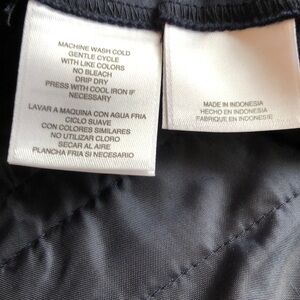 MACHINE WASH COLD
GENTLE CYCLE
WITH LIKE COLORS
NO BLEACH
DRIP DRY
PRESS WITH COOL IRON IF
NECESSARY
LAVAR A MAQUINA CON AGUA FRIA
CICLO SUAVE
CON COLORES SIMILARES
NO UTILIZAR CLORO
SECAR AL AIRE
PLANCHA FRIA SI NECESARIO
MADE IN INDONESIA
HECHO EN INDONESIA
FABRIQUE EN INDONESIE